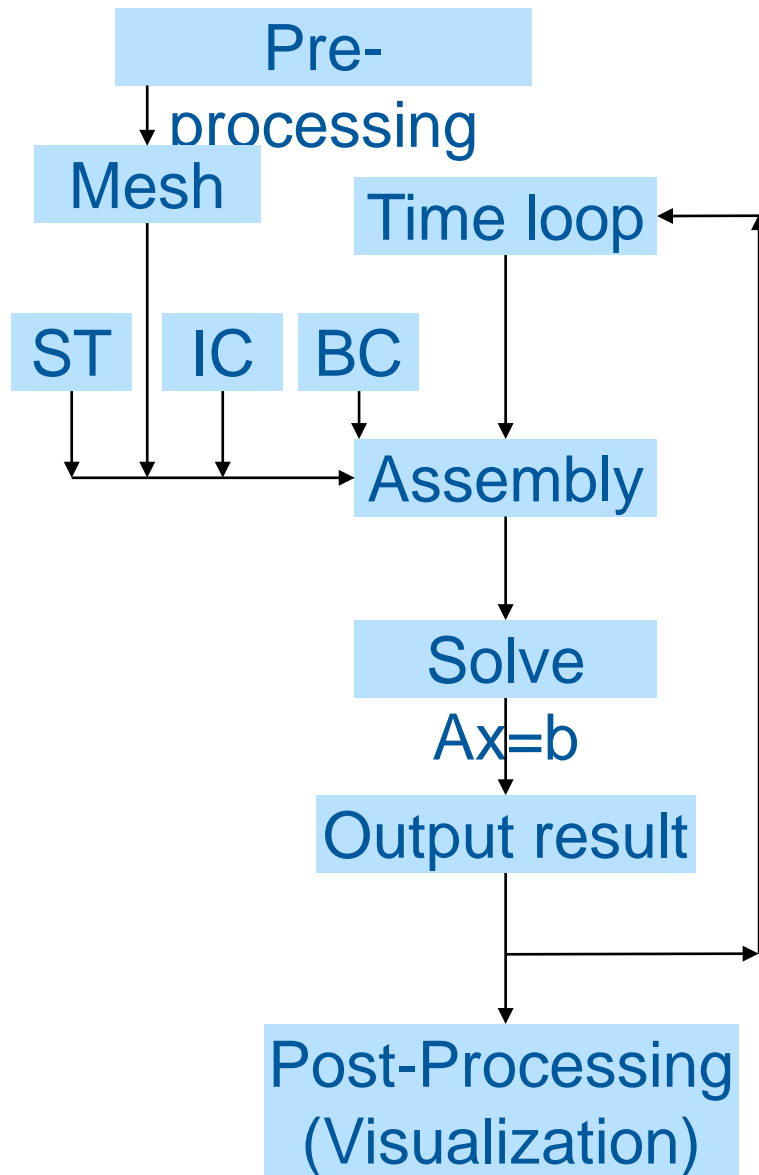 Pre-
processing
Mesh
Time loop
ST
IC
BC
Assembly
Solve
Ax=b
Output result
Post-Processing
(Visualization)